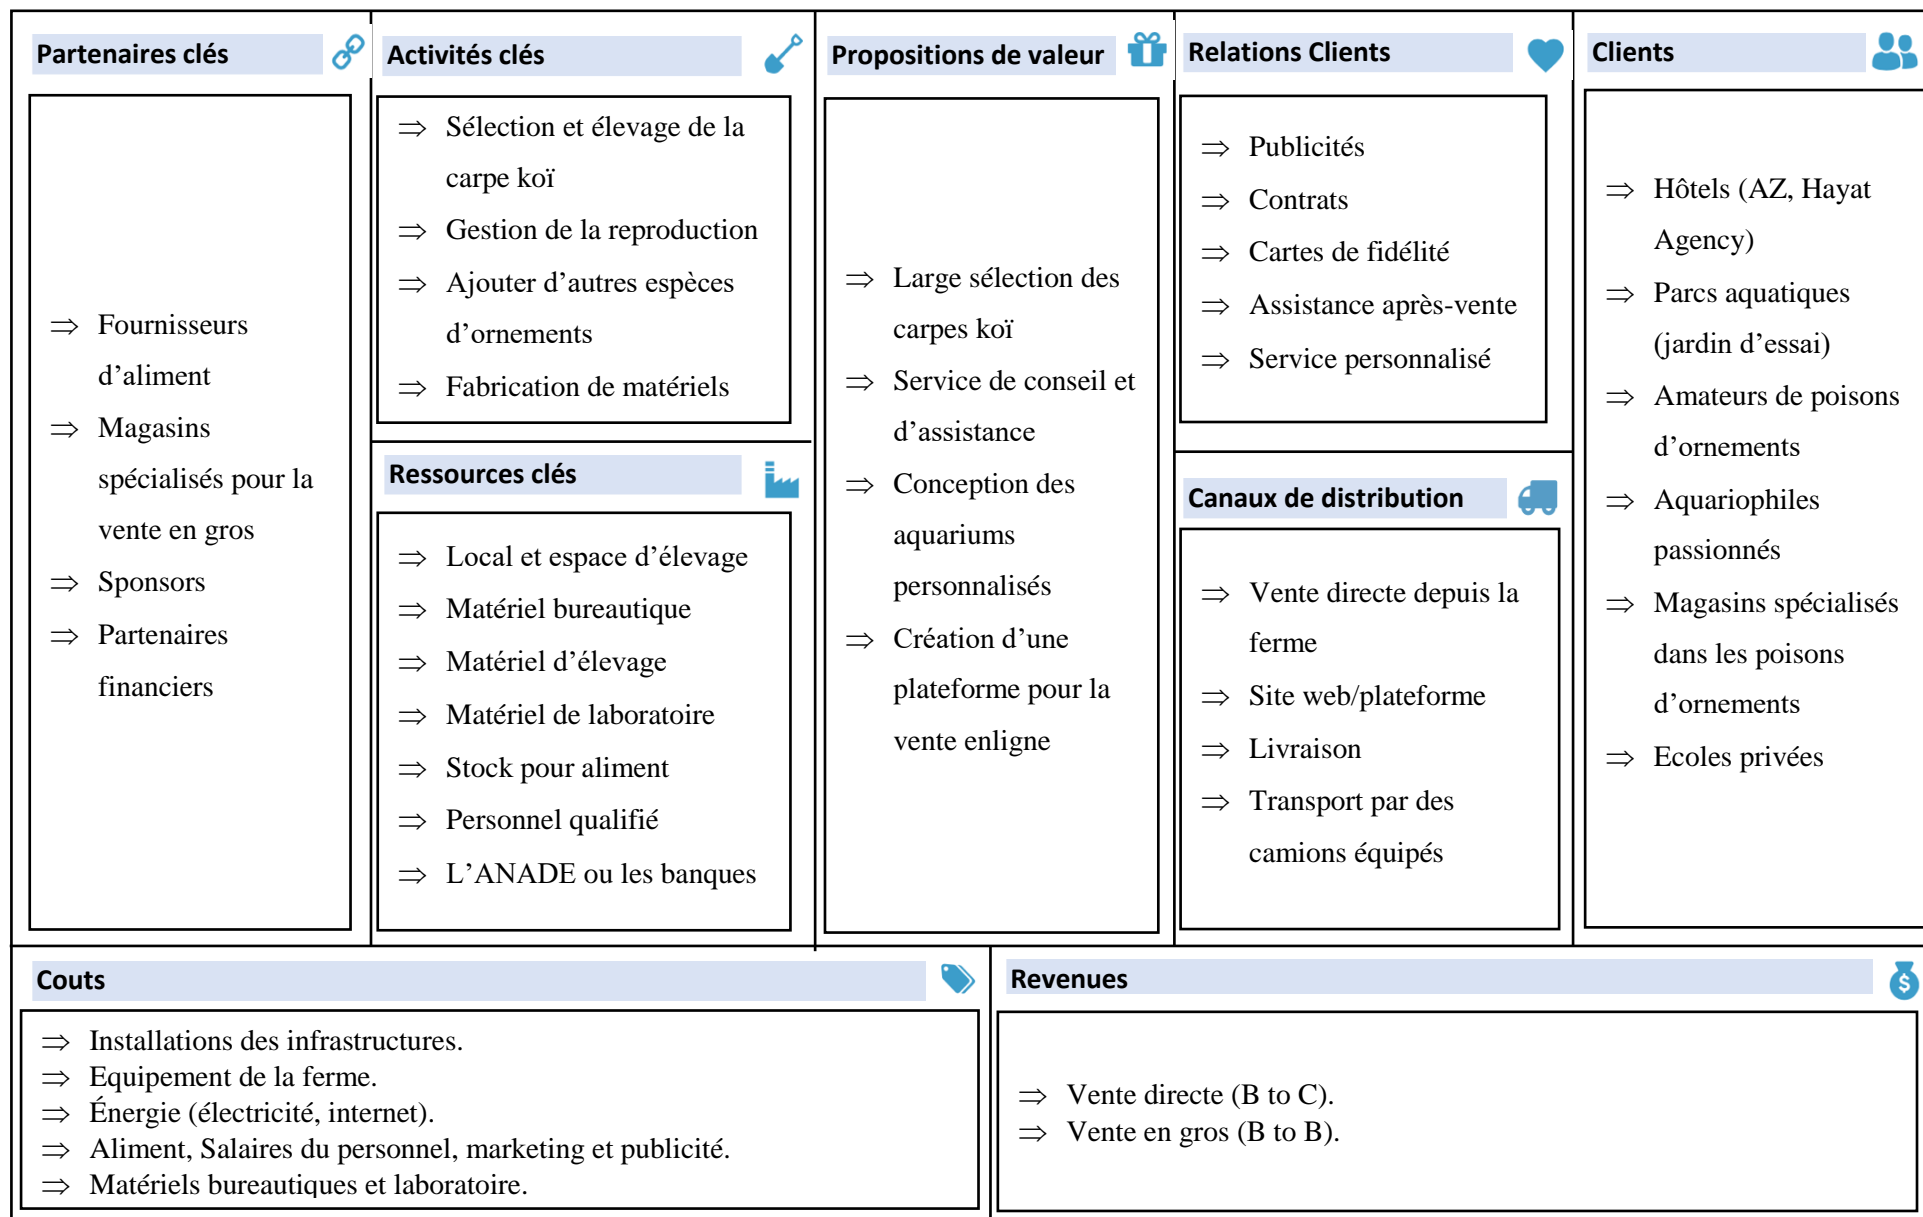 Partenaires clés
⇒ Fournisseurs
d’aliment
⇒ Magasins
spécialisés pour la
vente en gros
⇒ Sponsors
⇒ Partenaires
financiers
Activités clés
⇒ Sélection et élevage de la
carpe koï
⇒ Gestion de la reproduction
⇒ Ajouter d’autres espèces
d’ornements
⇒ Fabrication de matériels
Ressources clés
⇒ Local et espace d’élevage
⇒ Matériel bureautique
⇒ Matériel d’élevage
⇒ Matériel de laboratoire
⇒ Stock pour aliment
⇒ Personnel qualifié
⇒ L’ANADE ou les banques
Propositions de valeur
⇒ Large sélection des
carpes koï
⇒ Service de conseil et
d’assistance
⇒ Conception des
aquariums
personnalisés
⇒ Création d’une
plateforme pour la
vente enligne
Relations Clients
⇒ Publicités
⇒ Contrats
⇒ Cartes de fidélité
⇒ Assistance après-vente
⇒ Service personnalisé
Canaux de distribution
⇒ Vente directe depuis la
ferme
⇒ Site web/plateforme
⇒ Livraison
⇒ Transport par des
camions équipés
Clients
⇒ Hôtels (AZ, Hayat
Agency)
⇒ Parcs aquatiques
(jardin d’essai)
⇒ Amateurs de poisons
d’ornements
⇒ Aquariophiles
passionnés
⇒ Magasins spécialisés
dans les poisons
d’ornements
⇒ Ecoles privées
Couts
⇒ Installations des infrastructures.
⇒ Equipement de la ferme.
⇒ Énergie (électricité, internet).
⇒ Aliment, Salaires du personnel, marketing et publicité.
⇒ Matériels bureautiques et laboratoire.
Revenues
⇒ Vente directe (B to C).
⇒ Vente en gros (B to B).